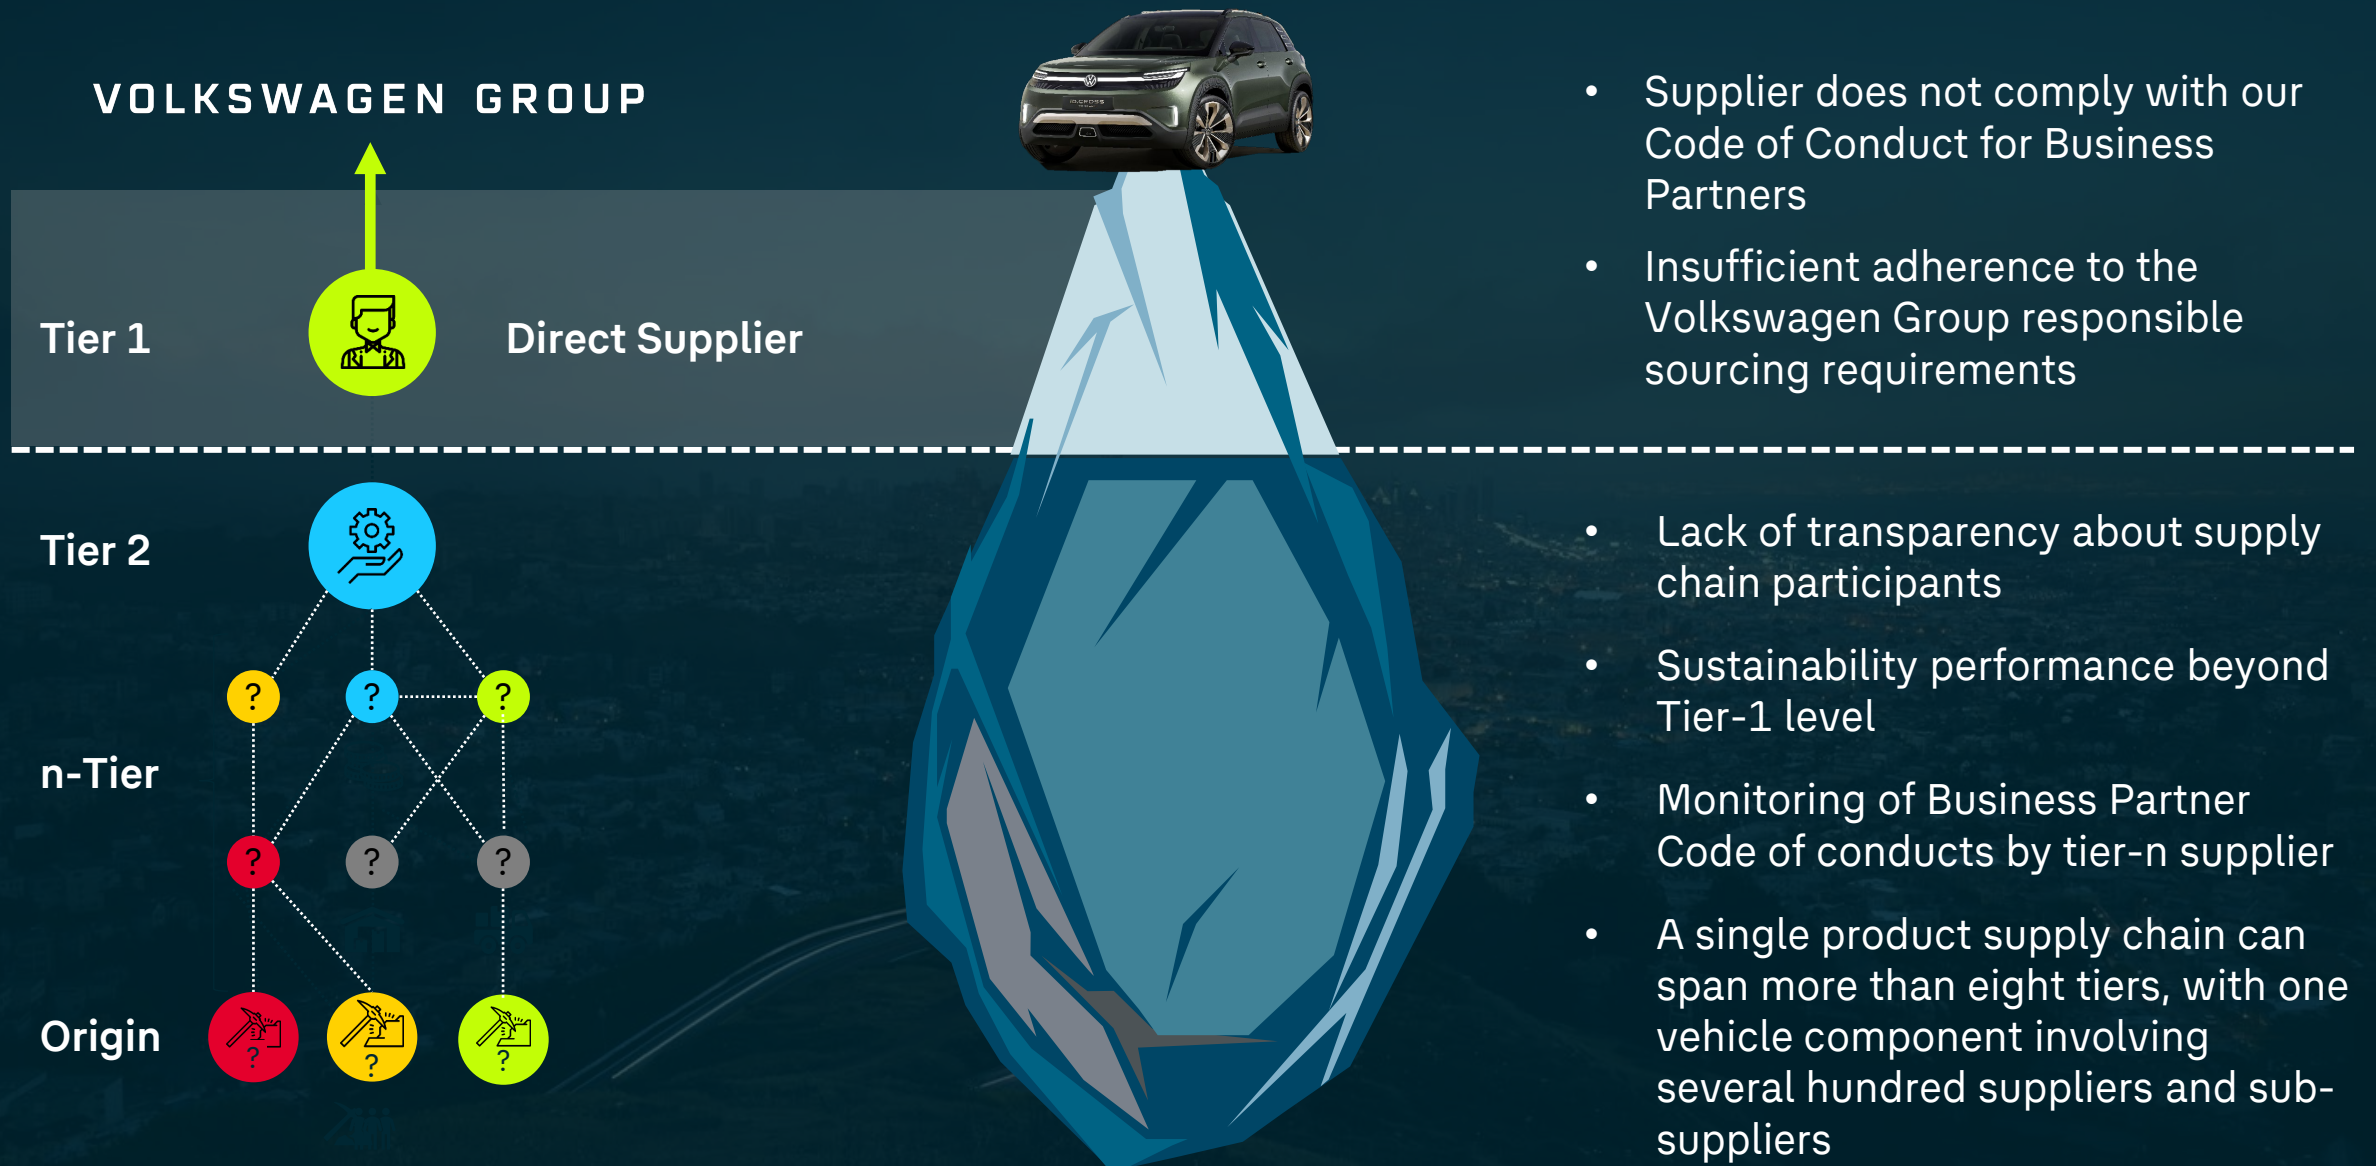 VOLKSWAGEN GROUP
Tier 1
Direct Supplier
Tier 2
?
?
?
n-Tier
?
?
?
Origin
?
?
?
• Supplier does not comply with our
Code of Conduct for Business
Partners
• Insufficient adherence to the
Volkswagen Group responsible
sourcing requirements
• Lack of transparency about supply
chain participants
• Sustainability performance beyond
Tier-1 level
• Monitoring of Business Partner
Code of conducts by tier-n supplier
• A single product supply chain can
span more than eight tiers, with one
vehicle component involving
several hundred suppliers and sub-
suppliers